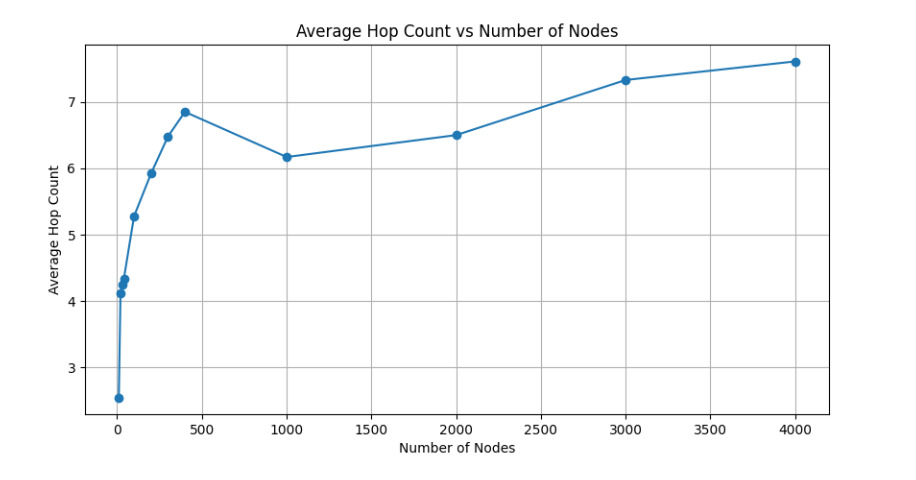 Average Hop Count vs Number of Nodes
Average Hop Count
7
6
5
4
3
0 500 1000 1500 2000 2500 3000 3500 4000
Number of Nodes